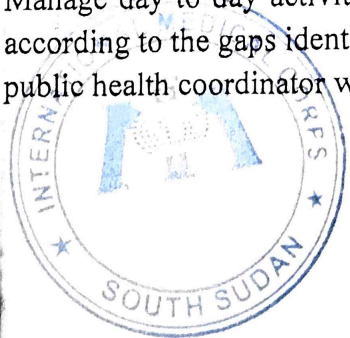 Manage day to day activit
according to the gaps ident
public health coordinator w
INTERNATIONAL MEDICAL CORPS
SOUTH SUDAN